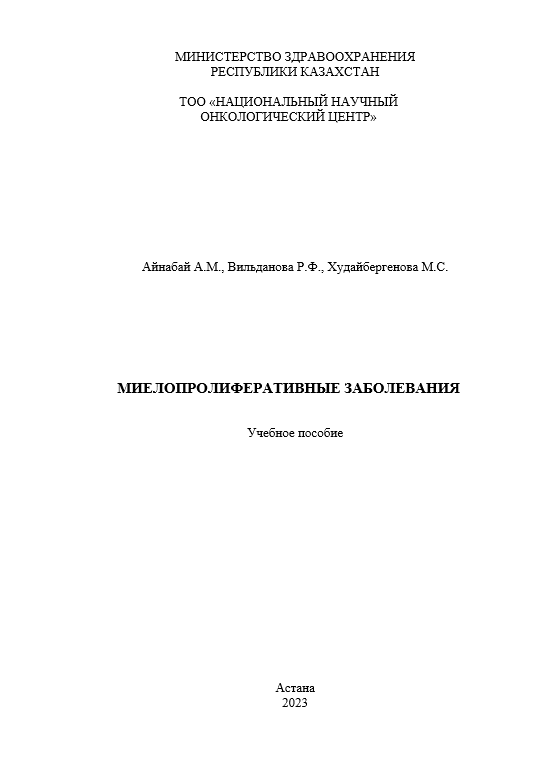 МИНИСТЕРСТВО ЗДРАВООХРАНЕНИЯ
РЕСПУБЛИКИ КАЗАХСТАН
ТОО «НАЦИОНАЛЬНЫЙ НАУЧНЫЙ
ОНКОЛОГИЧЕСКИЙ ЦЕНТР»
Айнабай А.М., Вильданова Р.Ф., Худайбергенова М.С.
МИЕЛОПРОЛИФЕРАТИВНЫЕ ЗАБОЛЕВАНИЯ
Учебное пособие
Астана
2023